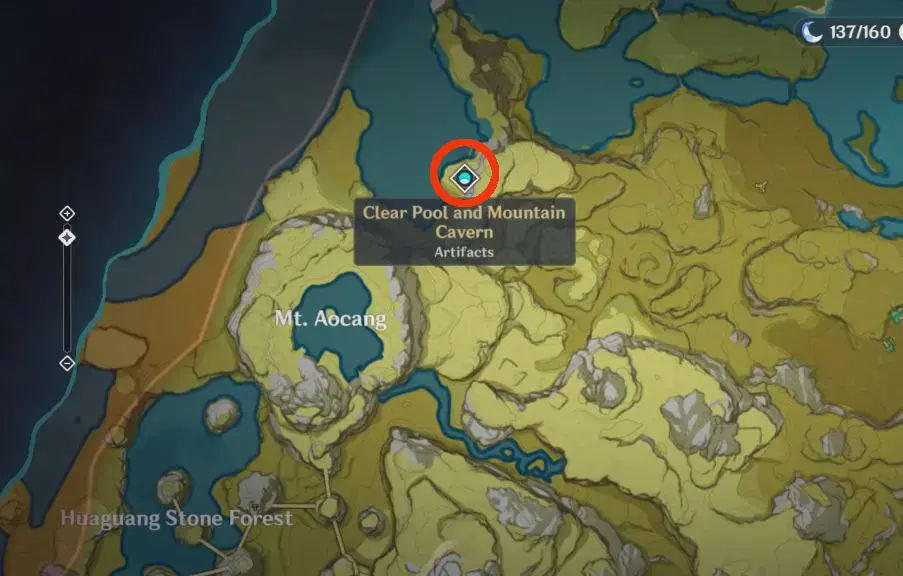 137/160
Clear Pool and Mountain
Cavern
Artifacts
Mt. Aocang
Huaguang Stone Forest